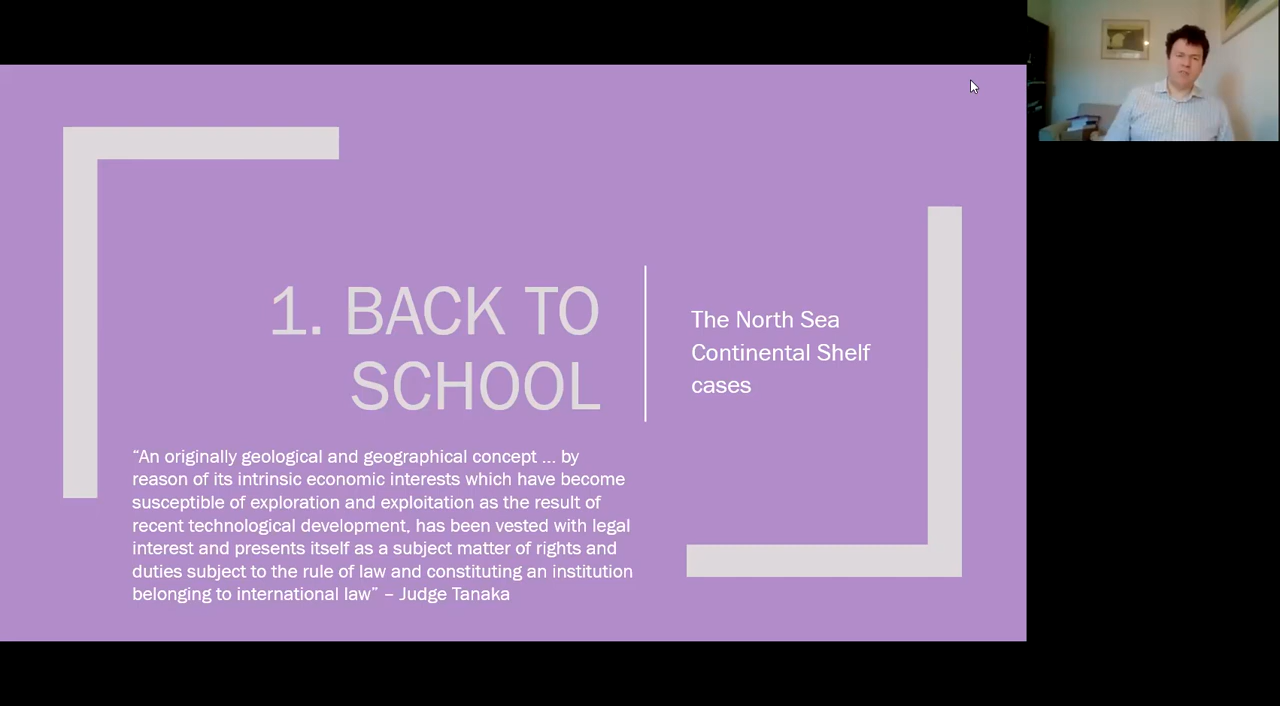 1. BACK TO
SCHOOL
The North Sea
Continental Shelf
cases
“An originally geological and geographical concept ... by
reason of its intrinsic economic interests which have become
susceptible of exploration and exploitation as the result of
recent technological development, has been vested with legal
interest and presents itself as a subject matter of rights and
duties subject to the rule of law and constituting an institution
belonging to international law” – Judge Tanaka